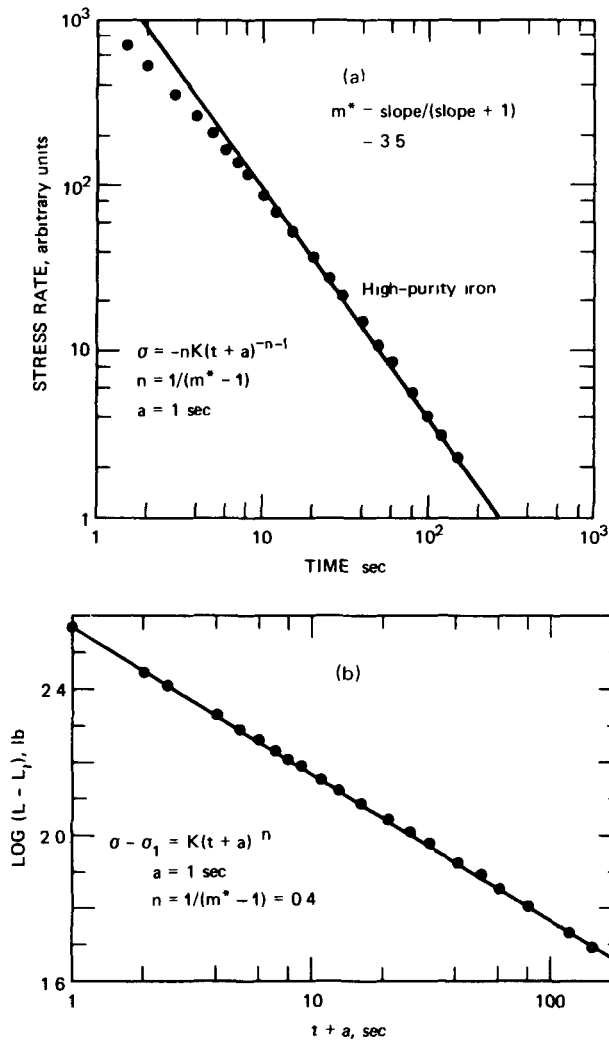 10³
10²
10
1
STRESS RATE, arbitrary units
(a)
m* – slope/(slope + 1)
– 3 5
High-purity iron
σ = -nK(t + a)⁻ⁿ⁻¹
n = 1/(m* – 1)
a = 1 sec
1
10
10²
10³
TIME sec
(b)
2 4
2 0
1 6
LOG (L – Lᵢ), lb
σ – σ₁ = K(t + a) ⁿ
a = 1 sec
n = 1/(m* – 1) = 0 4
1
10
100
t + a, sec